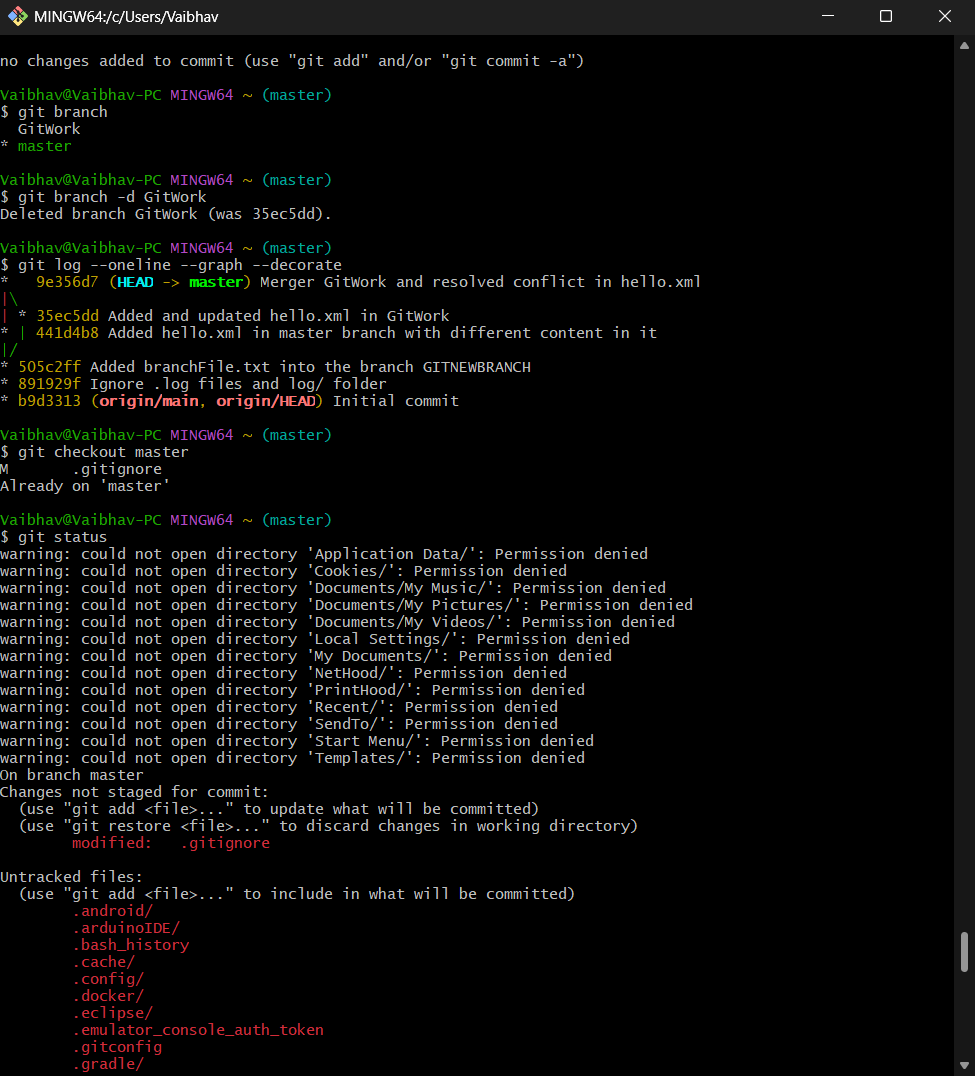 MINGW64:/c/Users/Vaibhav
no changes added to commit (use "git add" and/or "git commit -a")
Vaibhav@Vaibhav-PC MINGW64 ~ (master)
$ git branch
  GitWork
* master
Vaibhav@Vaibhav-PC MINGW64 ~ (master)
$ git branch -d GitWork
Deleted branch GitWork (was 35ec5dd).
Vaibhav@Vaibhav-PC MINGW64 ~ (master)
$ git log --oneline --graph --decorate
*   9e356d7 (HEAD -> master) Merger GitWork and resolved conflict in hello.xml
|\
| * 35ec5dd Added and updated hello.xml in GitWork
* | 441d4b8 Added hello.xml in master branch with different content in it
|/
* 505c2ff Added branchFile.txt into the branch GITNEWBRANCH
* 891929f Ignore .log files and log/ folder
* b9d3313 (origin/main, origin/HEAD) Initial commit
Vaibhav@Vaibhav-PC MINGW64 ~ (master)
$ git checkout master
M       .gitignore
Already on 'master'
Vaibhav@Vaibhav-PC MINGW64 ~ (master)
$ git status
warning: could not open directory 'Application Data/': Permission denied
warning: could not open directory 'Cookies/': Permission denied
warning: could not open directory 'Documents/My Music/': Permission denied
warning: could not open directory 'Documents/My Pictures/': Permission denied
warning: could not open directory 'Documents/My Videos/': Permission denied
warning: could not open directory 'Local Settings/': Permission denied
warning: could not open directory 'My Documents/': Permission denied
warning: could not open directory 'NetHood/': Permission denied
warning: could not open directory 'PrintHood/': Permission denied
warning: could not open directory 'Recent/': Permission denied
warning: could not open directory 'SendTo/': Permission denied
warning: could not open directory 'Start Menu/': Permission denied
warning: could not open directory 'Templates/': Permission denied
On branch master
Changes not staged for commit:
  (use "git add <file>..." to update what will be committed)
  (use "git restore <file>..." to discard changes in working directory)
        modified:   .gitignore
Untracked files:
  (use "git add <file>..." to include in what will be committed)
        .android/
        .arduinoIDE/
        .bash_history
        .cache/
        .config/
        .docker/
        .eclipse/
        .emulator_console_auth_token
        .gitconfig
        .gradle/